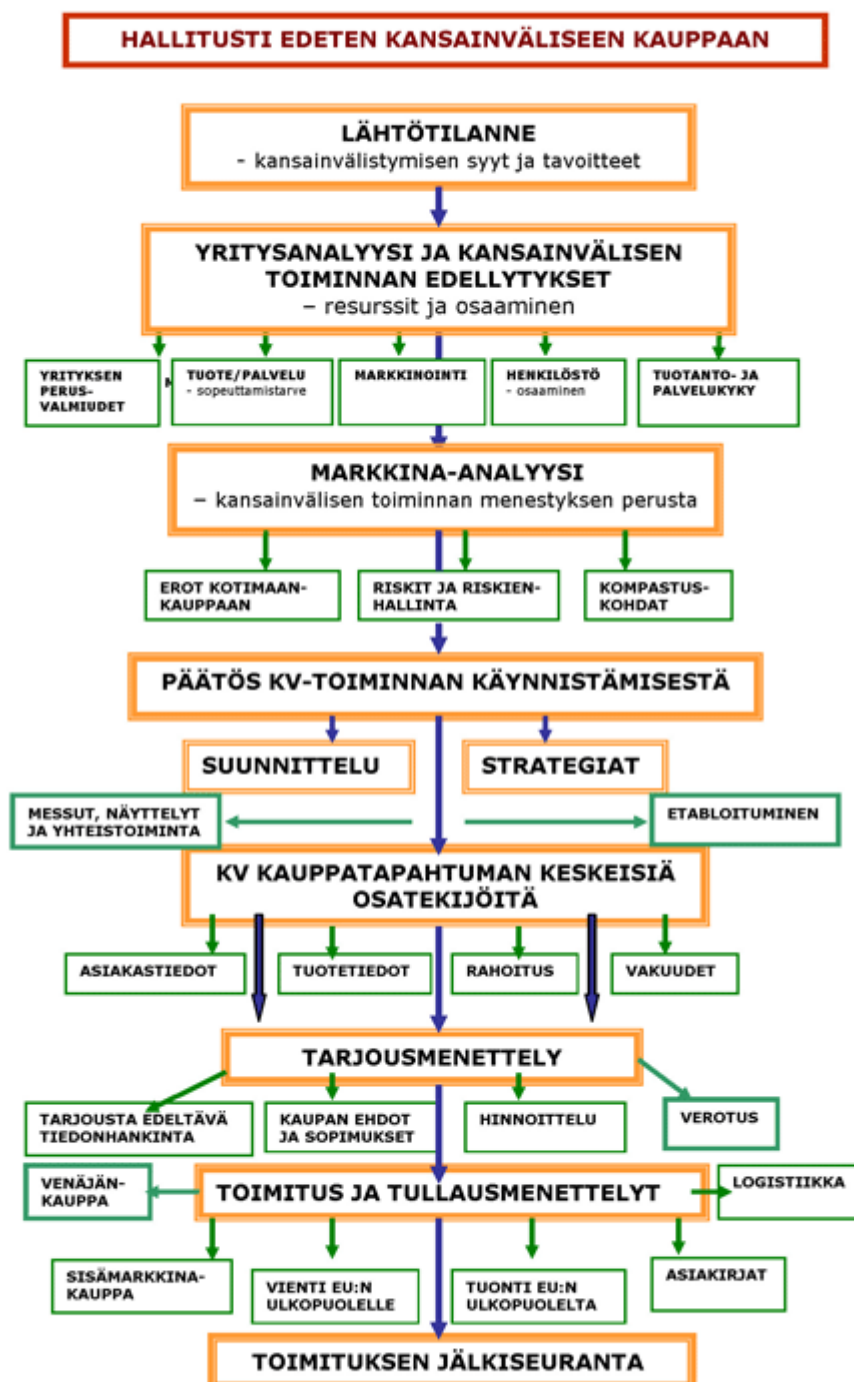 HALLITUSTI EDETEN KANSAINVÄLISEEN KAUPPAAN
LÄHTÖTILANNE
- kansainvälistymisen syyt ja tavoitteet
YRITYSANALYYSI JA KANSAINVÄLISEN
TOIMINNAN EDELLYTYKSET
– resurssit ja osaaminen
YRITYKSEN
PERUS-
VALMIUDET
M
TUOTE/PALVELU
- sopeuttamistarve
MARKKINOINTI
HENKILÖSTÖ
- osaaminen
TUOTANTO- JA
PALVELUKYKY
MARKKINA-ANALYYSI
– kansainvälisen toiminnan menestyksen perusta
EROT KOTIMAAN-
KAUPPAAN
RISKIT JA RISKIEN-
HALLINTA
KOMPASTUS-
KOHDAT
PÄÄTÖS KV-TOIMINNAN KÄYNNISTÄMISESTÄ
SUUNNITTELU
STRATEGIAT
MESSUT, NÄYTTELYT
JA YHTEISTOIMINTA
ETABLOITUMINEN
KV KAUPPATAPAHTUMAN KESKEISIÄ
OSATEKIJÖITÄ
ASIAKASTIEDOT
TUOTETIEDOT
RAHOITUS
VAKUUDET
TARJOUSMENETTELY
TARJOUSTA EDELTÄVÄ
TIEDONHANKINTA
KAUPAN EHDOT
JA SOPIMUKSET
HINNOITTELU
VEROTUS
VENÄJÄN-
KAUPPA
TOIMITUS JA TULLAUSMENETTELYT
LOGISTIIKKA
SISÄMARKKINA-
KAUPPA
VIENTI EU:N
ULKOPUOLELLE
TUONTI EU:N
ULKOPUOLELTA
ASIAKIRJAT
TOIMITUKSEN JÄLKISEURANTA